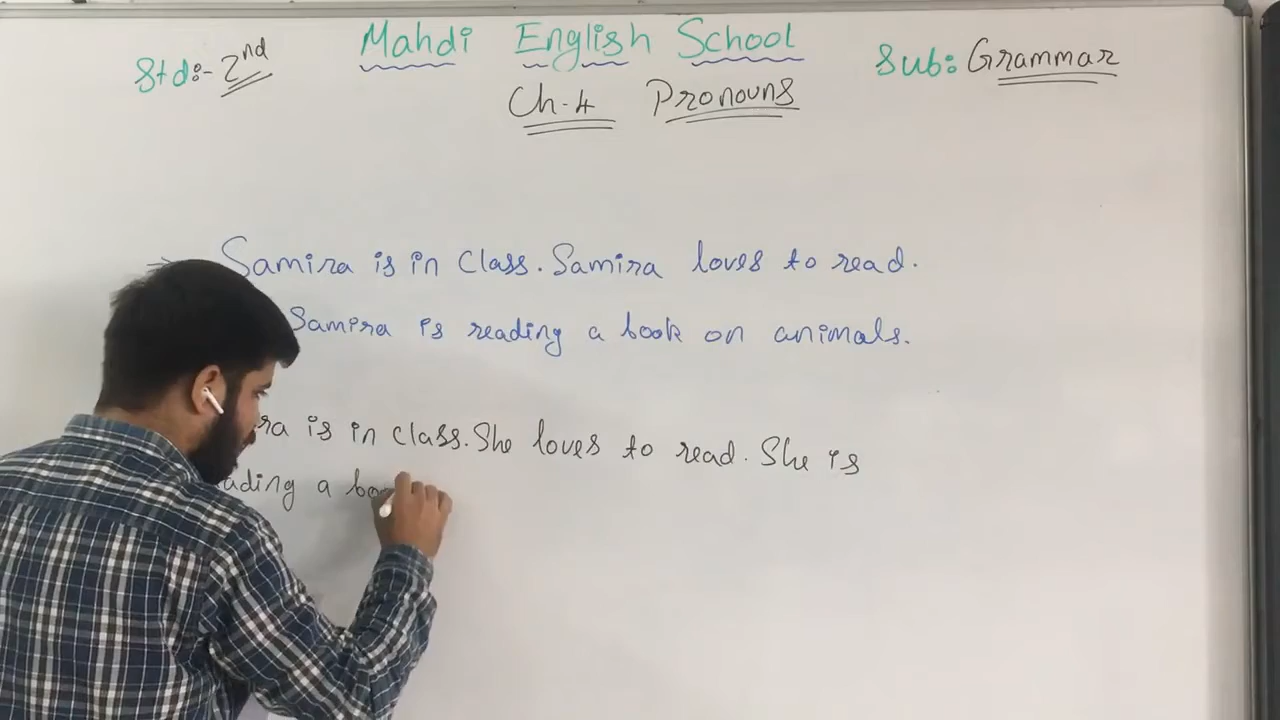 Std:- 2nd
Mahdi English School
Sub: Grammar
Ch-4 Pronouns
→ Samira is in Class. Samira loves to read.
Samira is reading a book on animals.
is in class. She loves to read. She is
a